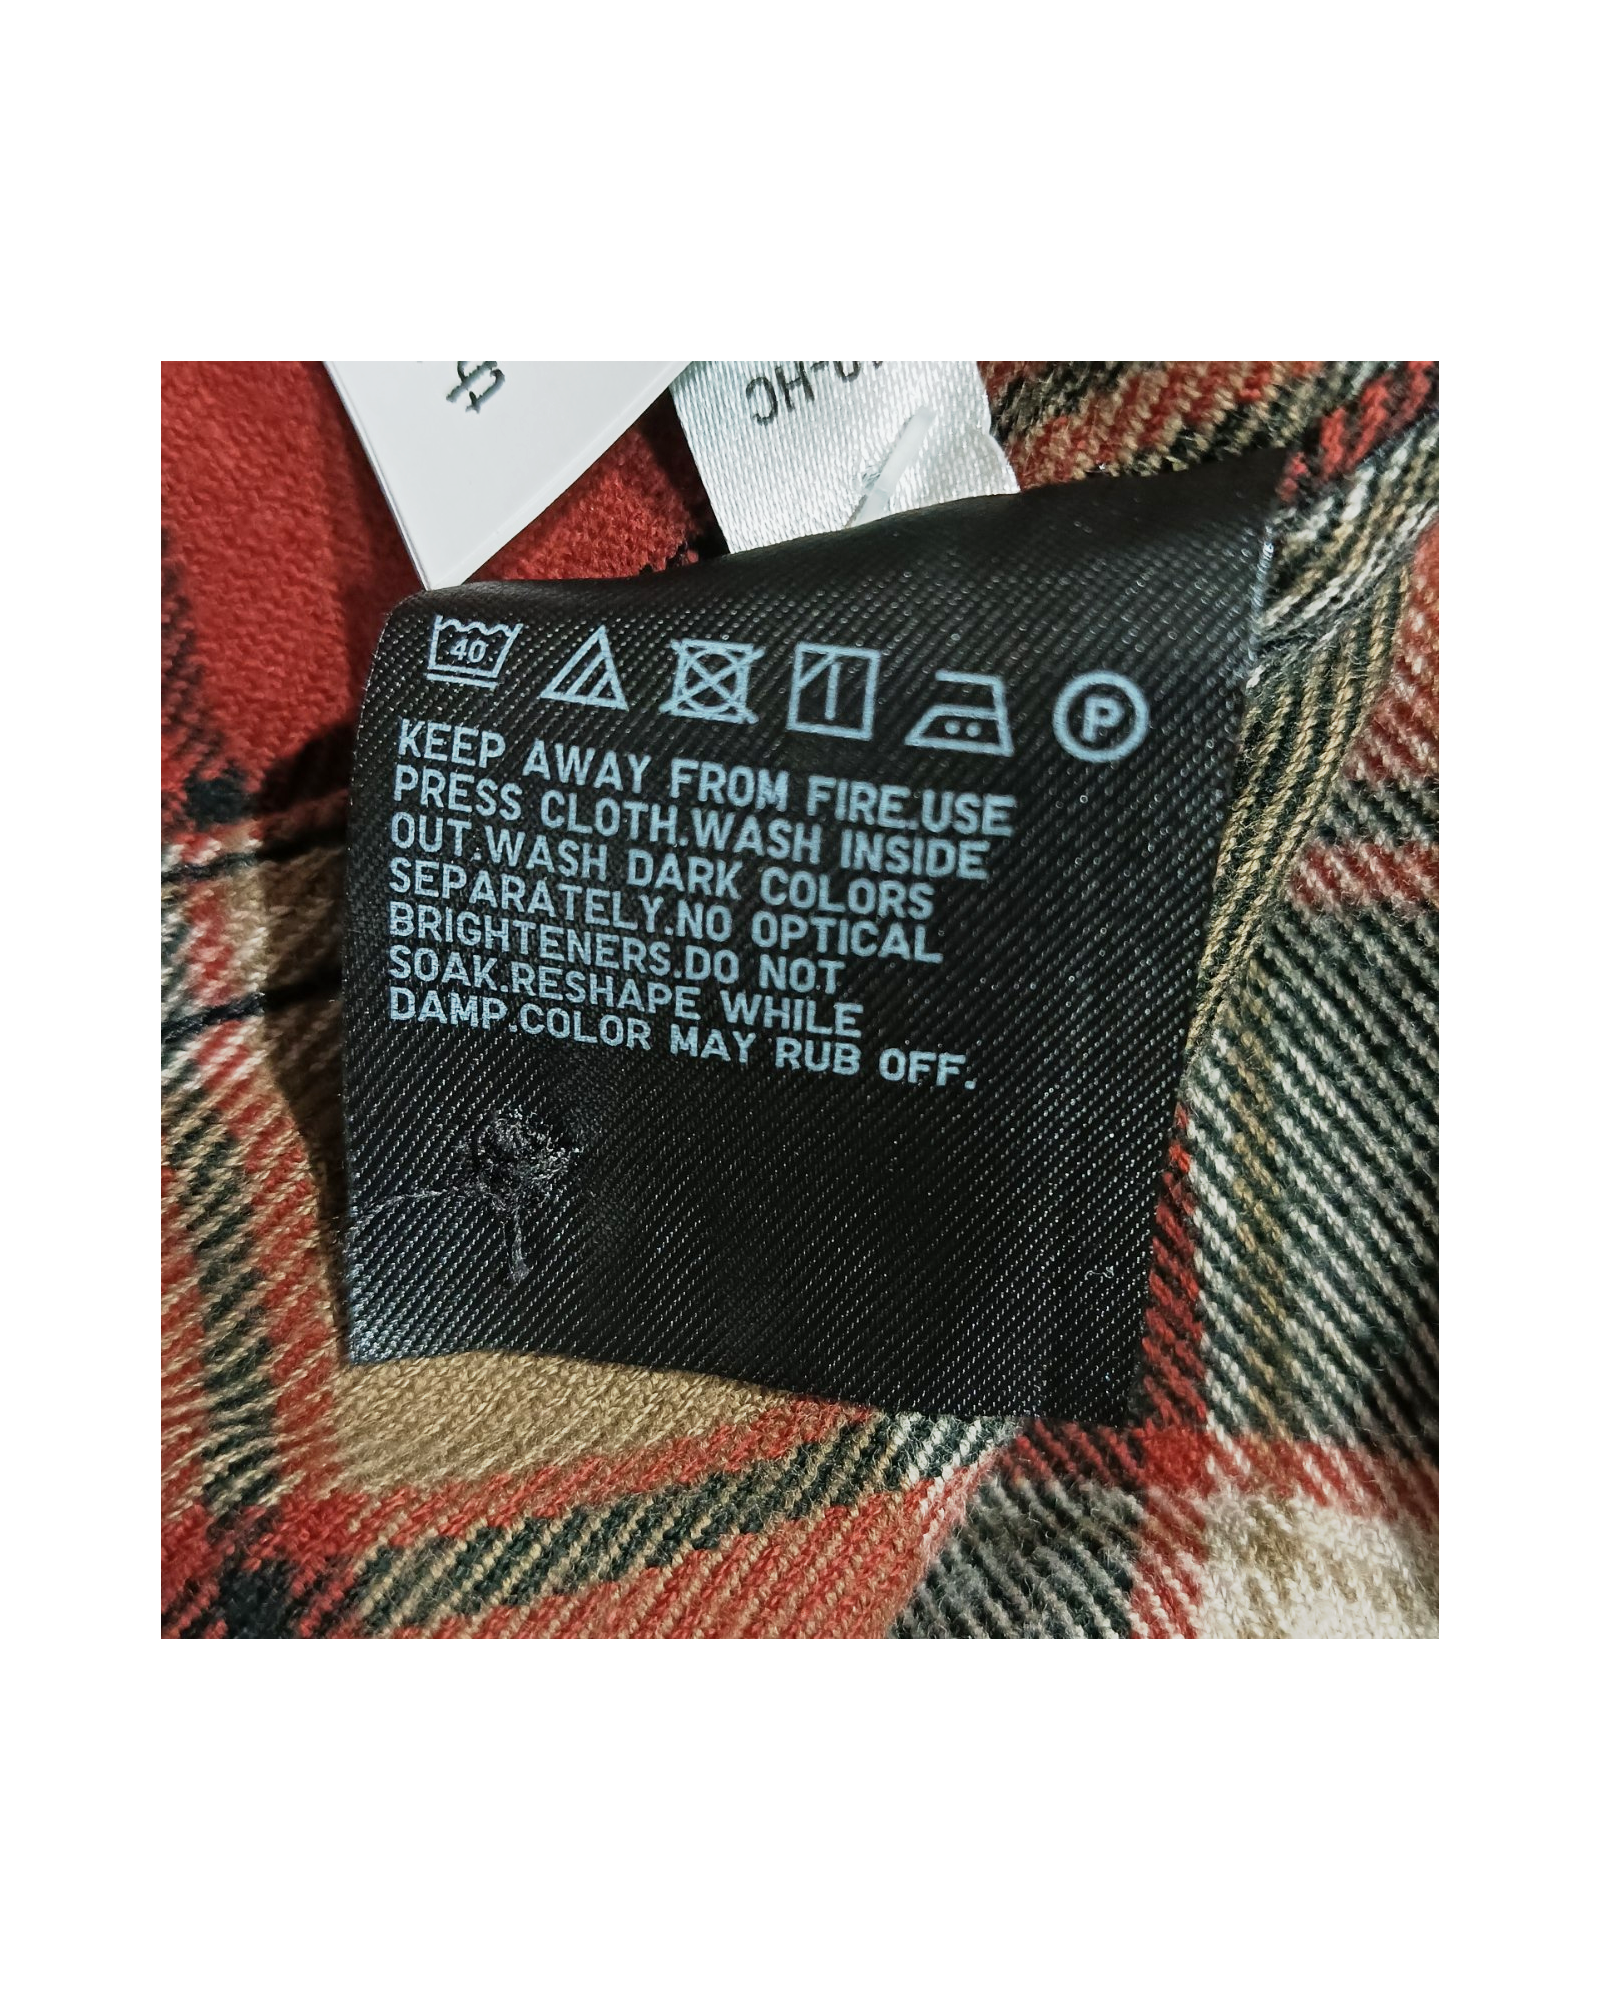 40
P
KEEP AWAY FROM FIRE.USE
PRESS CLOTH.WASH INSIDE
OUT.WASH DARK COLORS
SEPARATELY.NO OPTICAL
BRIGHTENERS.DO NOT
SOAK.RESHAPE WHILE
DAMP.COLOR MAY RUB OFF.